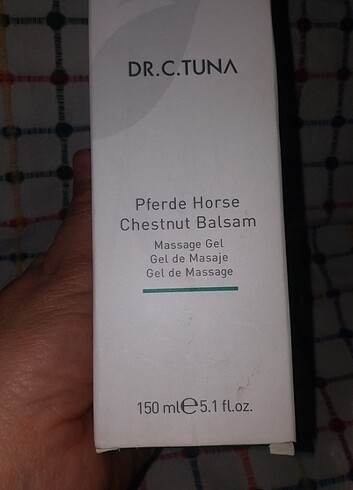 DR.C.TUNA
Pferde Horse
Chestnut Balsam
Massage Gel
Gel de Masaje
Gel de Massage
150 ml℮5.1 fl.oz.